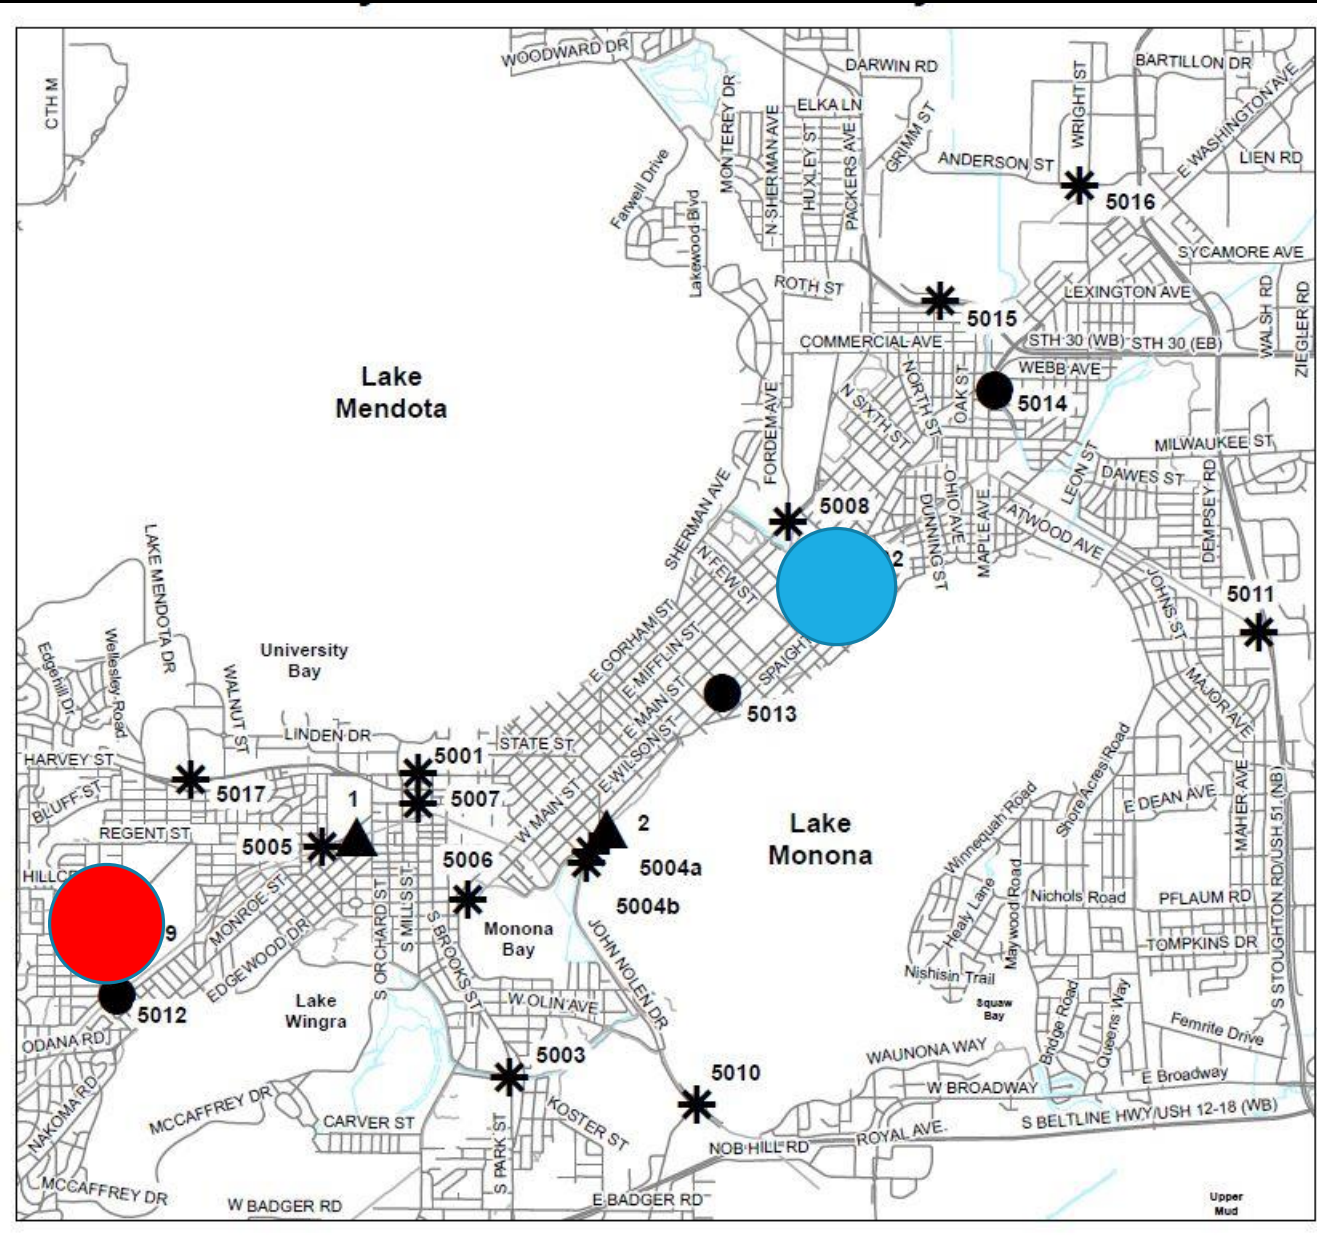 WOODWARD DR
DARWIN RD
BARTILLON DR
CTH M
MONTEREY DR
N SHERMAN AVE
ELKA LN
HUXLEY ST
PACKERS AVE
GRIMM ST
WRIGHT ST
E WASHINGTON AVE
ANDERSON ST
LIEN RD
Farwell Drive
Lakewood Blvd
5016
SYCAMORE AVE
ROTH ST
LEXINGTON AVE
WALSH RD
ZIEGLER RD
5015
COMMERCIAL AVE
STH 30 (WB)
STH 30 (EB)
WEBB AVE
Lake
Mendota
FORDEM AVE
N SIXTH ST
NORTH ST
OAK ST
5014
MILWAUKEE ST
SHERMAN AVE
LEON ST
DAWES ST
DEMPSEY RD
5008
DUNNING ST
OHIO AVE
MAPLE AVE
ATWOOD AVE
LAKE MENDOTA DR
N FEW ST
2
JOHNS ST
5011
Edgehill Dr
Wellesley Road
University
Bay
WALNUT ST
E GORHAM ST
E MIFFLIN ST
E MAIN ST
E WILSON ST
SPAIGHT
5013
MAJOR AVE
LINDEN DR
STATE ST
HARVEY ST
5001
5017
5007
BLUFF ST
1
W MAIN ST
Winnequah Road
Shore Acres Road
E DEAN AVE
MAHER AVE
S STOUGHTON RD/USH 51 (NB)
REGENT ST
5005
2
Lake
Monona
5006
5004a
HILLCR
5004b
MONROE ST
9
EDGEWOOD DR
S ORCHARD ST
S MILLS ST
S BROOKS ST
Monona
Bay
JOHN NOLEN DR
Healy Lane
Maywood Road
Nichols Road
PFLAUM RD
TOMPKINS DR
Nishisin Trail
Squaw
Bay
Lake
Wingra
W OLIN AVE
5012
ODANA RD
Bridge Road
Queens Way
Femrite Drive
5003
WAUNONA WAY
5010
W BROADWAY
E Broadway
NAKOMA RD
MCCAFFREY DR
CARVER ST
S PARK ST
KOSTER ST
NOB HILL RD
ROYAL AVE
S BELTLINE HWY/USH 12-18 (WB)
MCCAFFREY DR
W BADGER RD
E BADGER RD
Upper
Mud